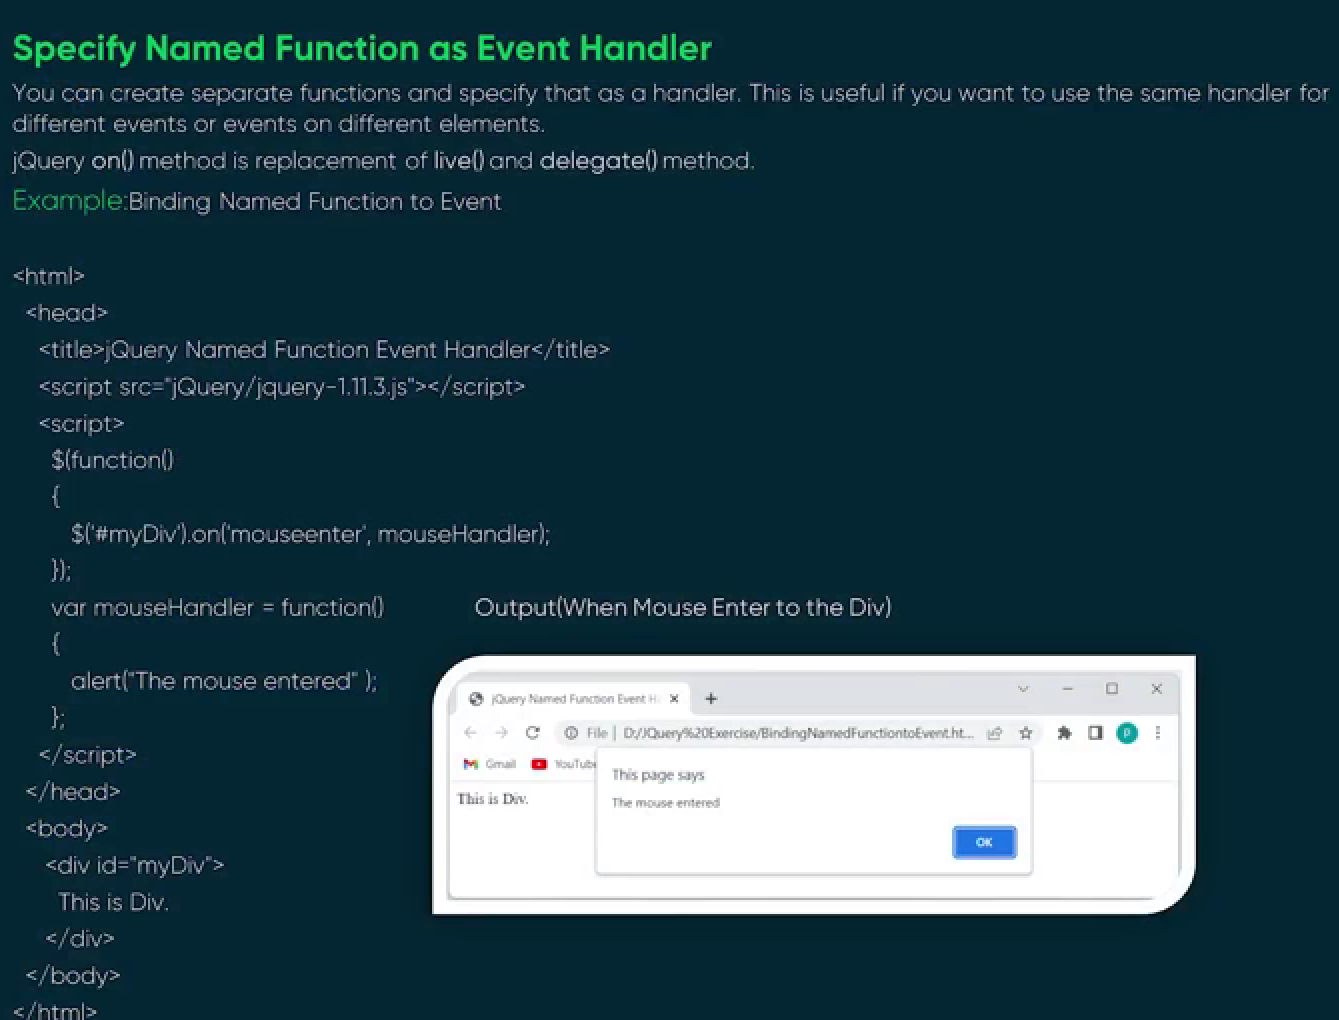 Specify Named Function as Event Handler
You can create separate functions and specify that as a handler. This is useful if you want to use the same handler for
different events or events on different elements.
jQuery on() method is replacement of live() and delegate() method.
Example:Binding Named Function to Event
<html>
<head>
<title>jQuery Named Function Event Handler</title>
<script src="jQuery/jquery-1.11.3.js"></script>
<script>
$(function()
{
$('#myDiv').on('mouseenter', mouseHandler);
});
var mouseHandler = function()
{
alert("The mouse entered" );
};
</script>
</head>
<body>
<div id="myDiv">
This is Div.
</div>
</body>
</html>
Output(When Mouse Enter to the Div)
jQuery Named Function Event H
File | D:/JQuery%20Exercise/BindingNamedFunctiontoEvent.ht...
P
Gmail YouTube
This page says
The mouse entered
OK
This is Div.